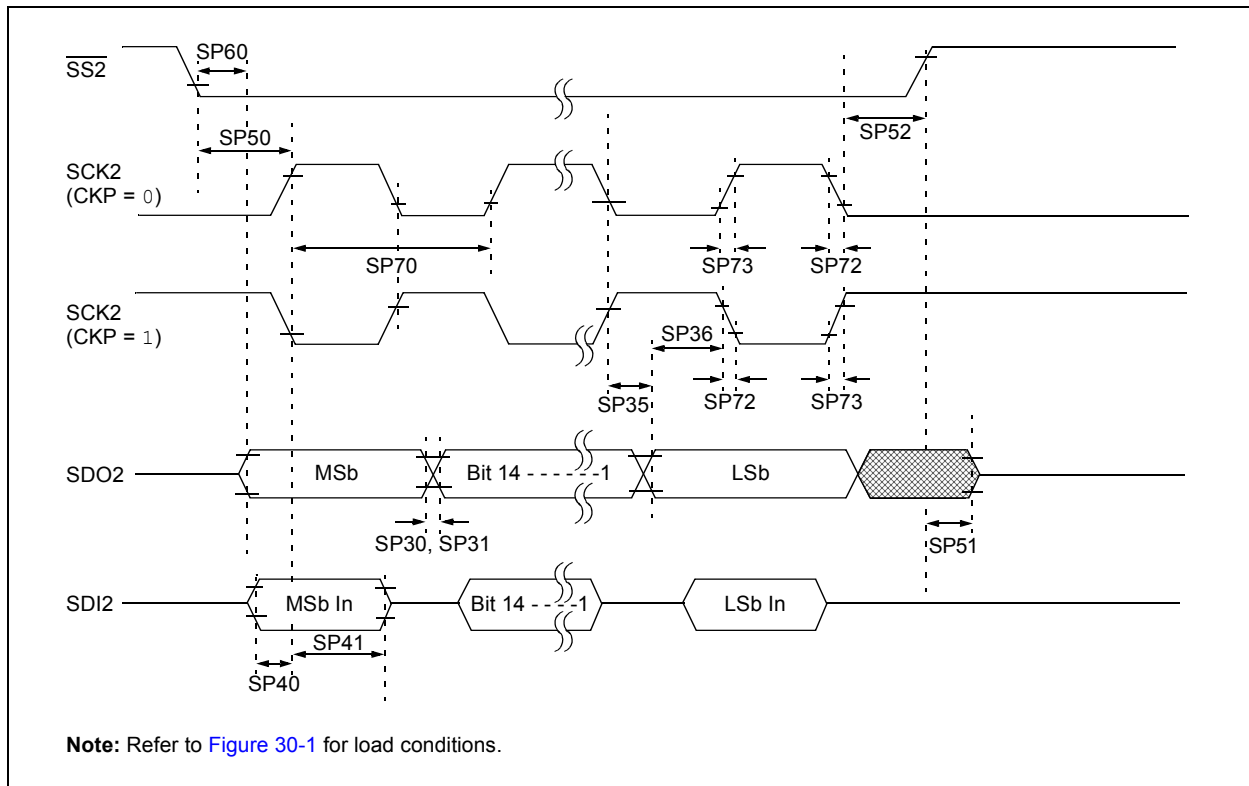 SS2
SP60
SP50
SP52
SCK2
(CKP = 0)
SP70
SP73
SP72
SCK2
(CKP = 1)
SP36
SP35
SP72
SP73
SDO2
MSb
Bit 14 - - - - - -1
LSb
SP30, SP31
SP51
SDI2
MSb In
Bit 14 - - - -1
LSb In
SP41
SP40
Note: Refer to Figure 30-1 for load conditions.